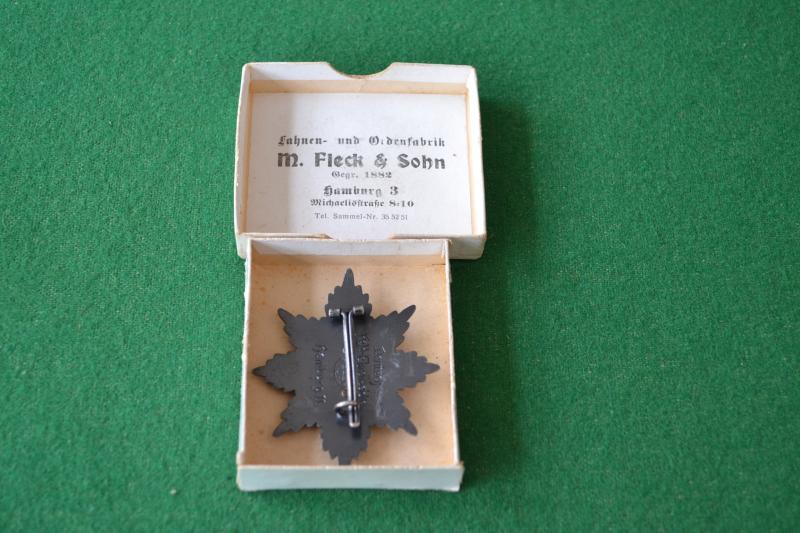 Fahnen- und Ordenfabrik
M. Fleck & Sohn
Gegr. 1882
Hamburg 3
Michaelisstraße 8-10
Tel. Sammel-Nr. 35 52 51